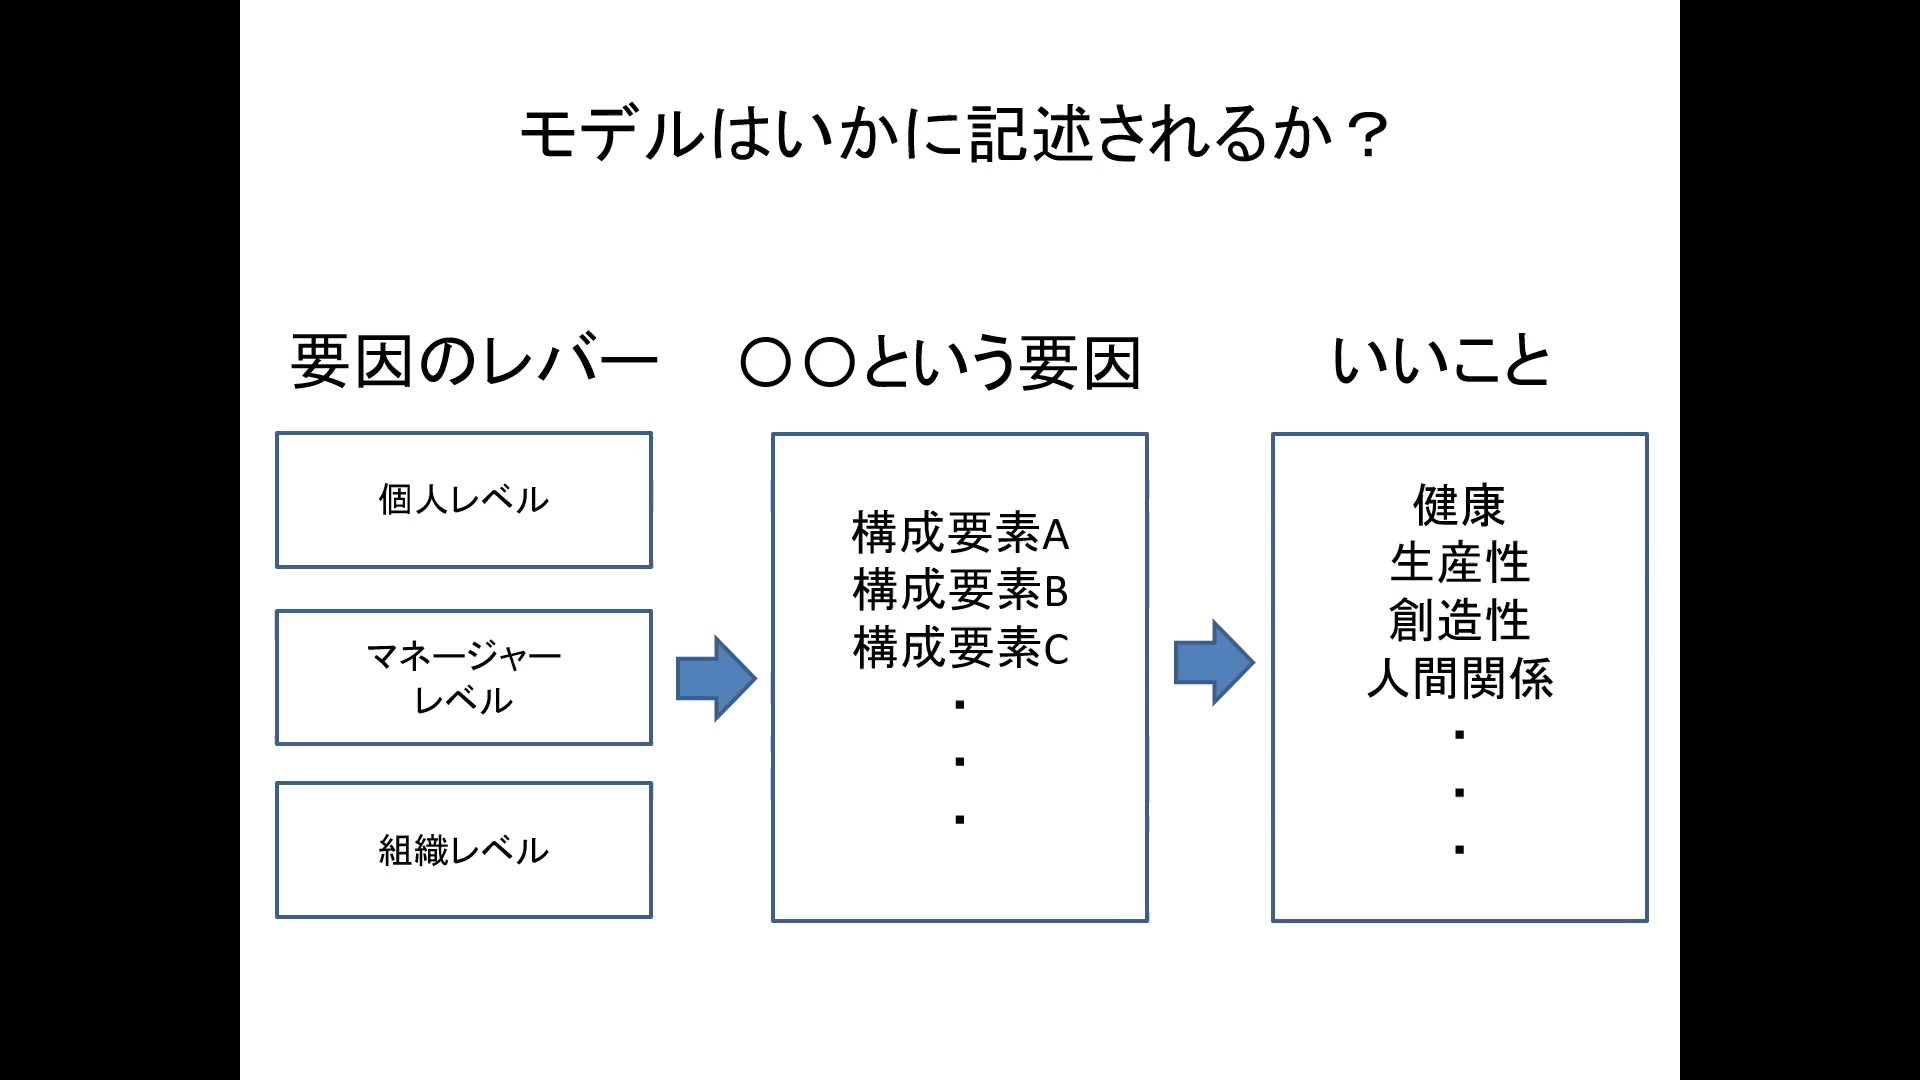 モデルはいかに記述されるか？
要因のレバー
〇〇という要因
いいこと
個人レベル
マネージャー
レベル
組織レベル
構成要素A
構成要素B
構成要素C
・
・
・
健康
生産性
創造性
人間関係
・
・
・